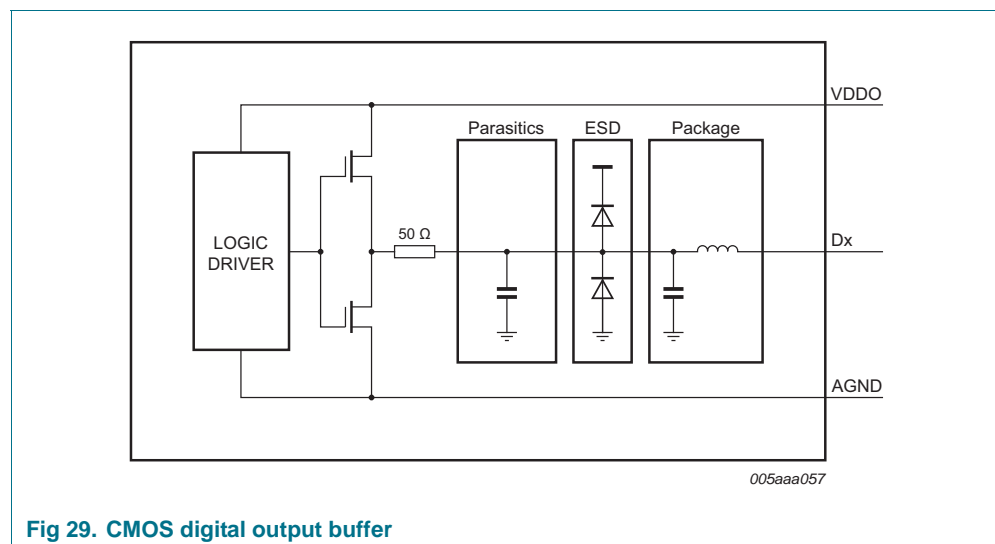 VDDO
Parasitics ESD Package
50 Ω
LOGIC
DRIVER
Dx
AGND
005aaa057
Fig 29. CMOS digital output buffer